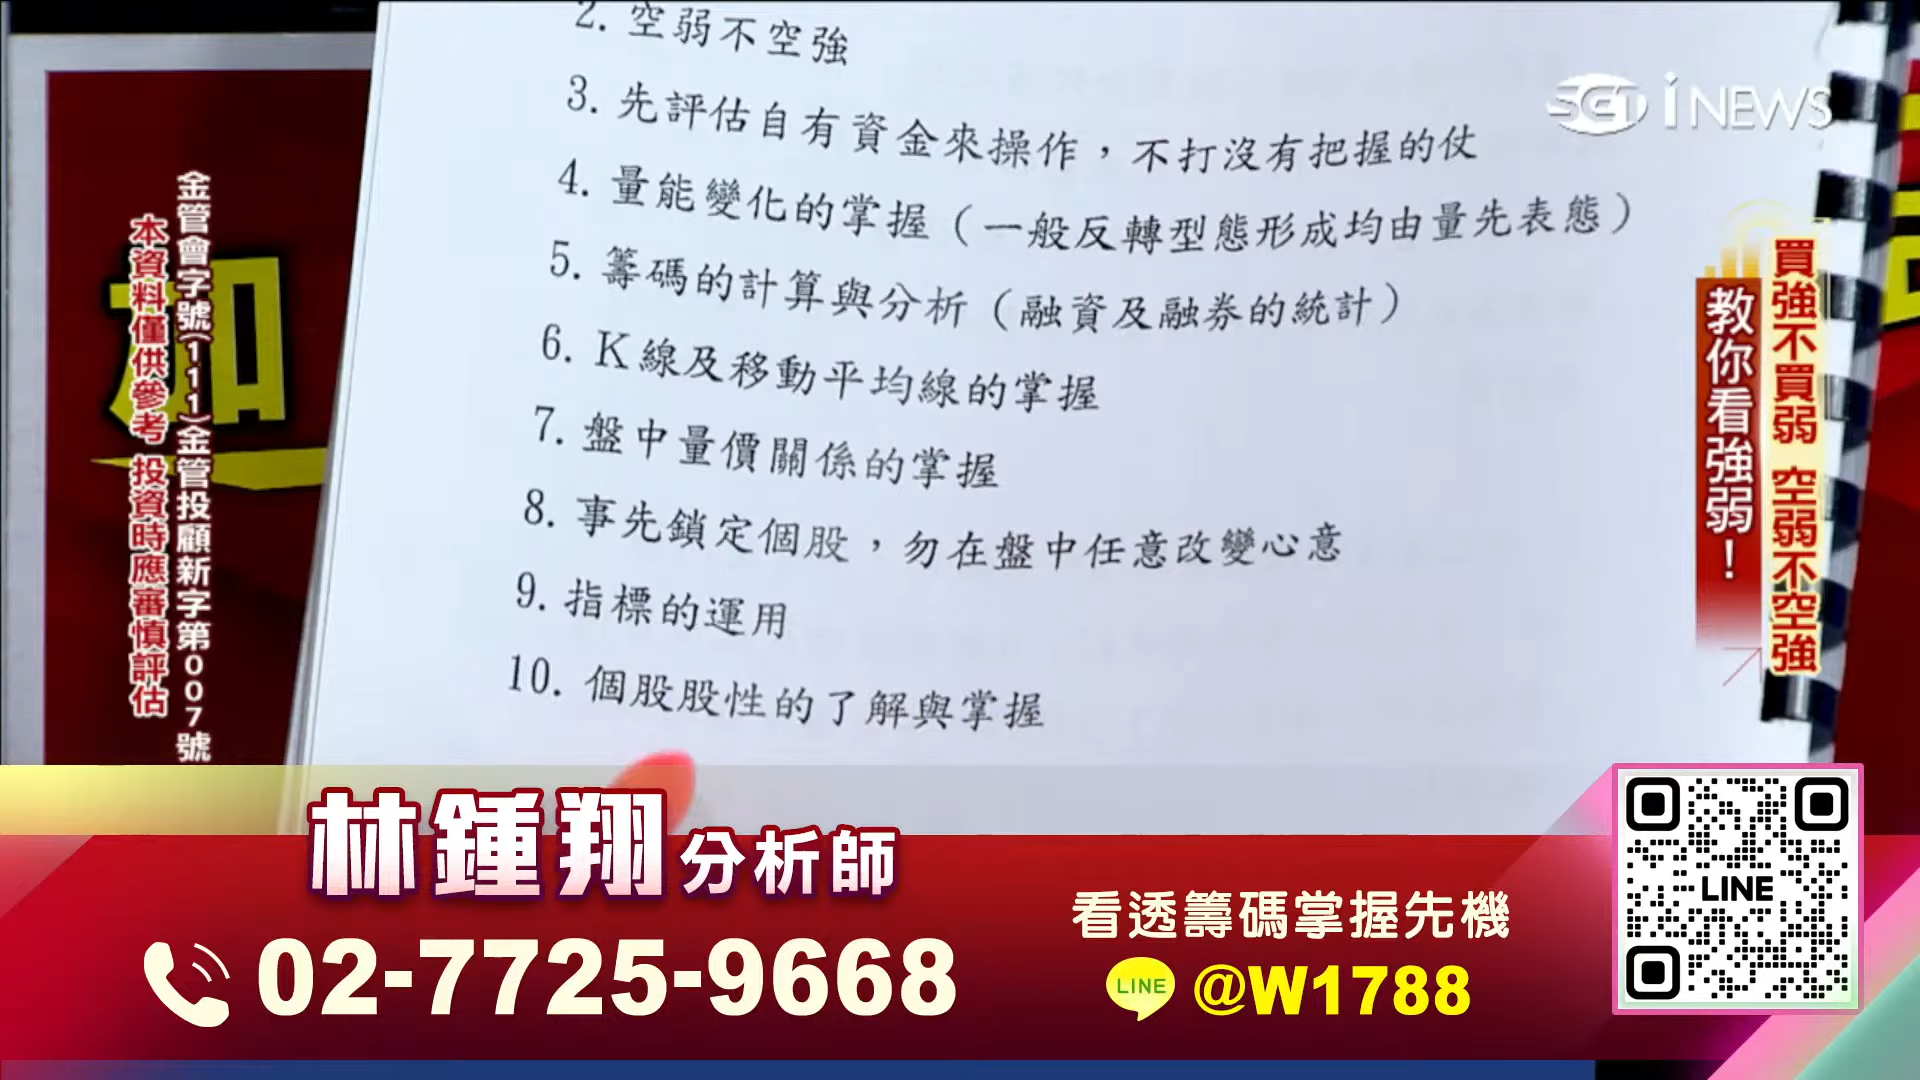 2. 空弱不空強
3. 先評估自有資金來操作，不打沒有把握的仗
4. 量能變化的掌握（一般反轉型態形成均由量先表態）
5. 籌碼的計算與分析（融資及融券的統計）
6. K線及移動平均線的掌握
7. 盤中量價關係的掌握
8. 事先鎖定個股，勿在盤中任意改變心意
9. 指標的運用
10. 個股股性的了解與掌握
SET iNEWS
買強不買弱 空弱不空強
教你看強弱！
金管會字號(111)金管投顧新字第007號
本資料僅供參考 投資時應審慎評估
加
林鍾翔分析師
02-7725-9668
看透籌碼掌握先機
LINE @W1788
LINE